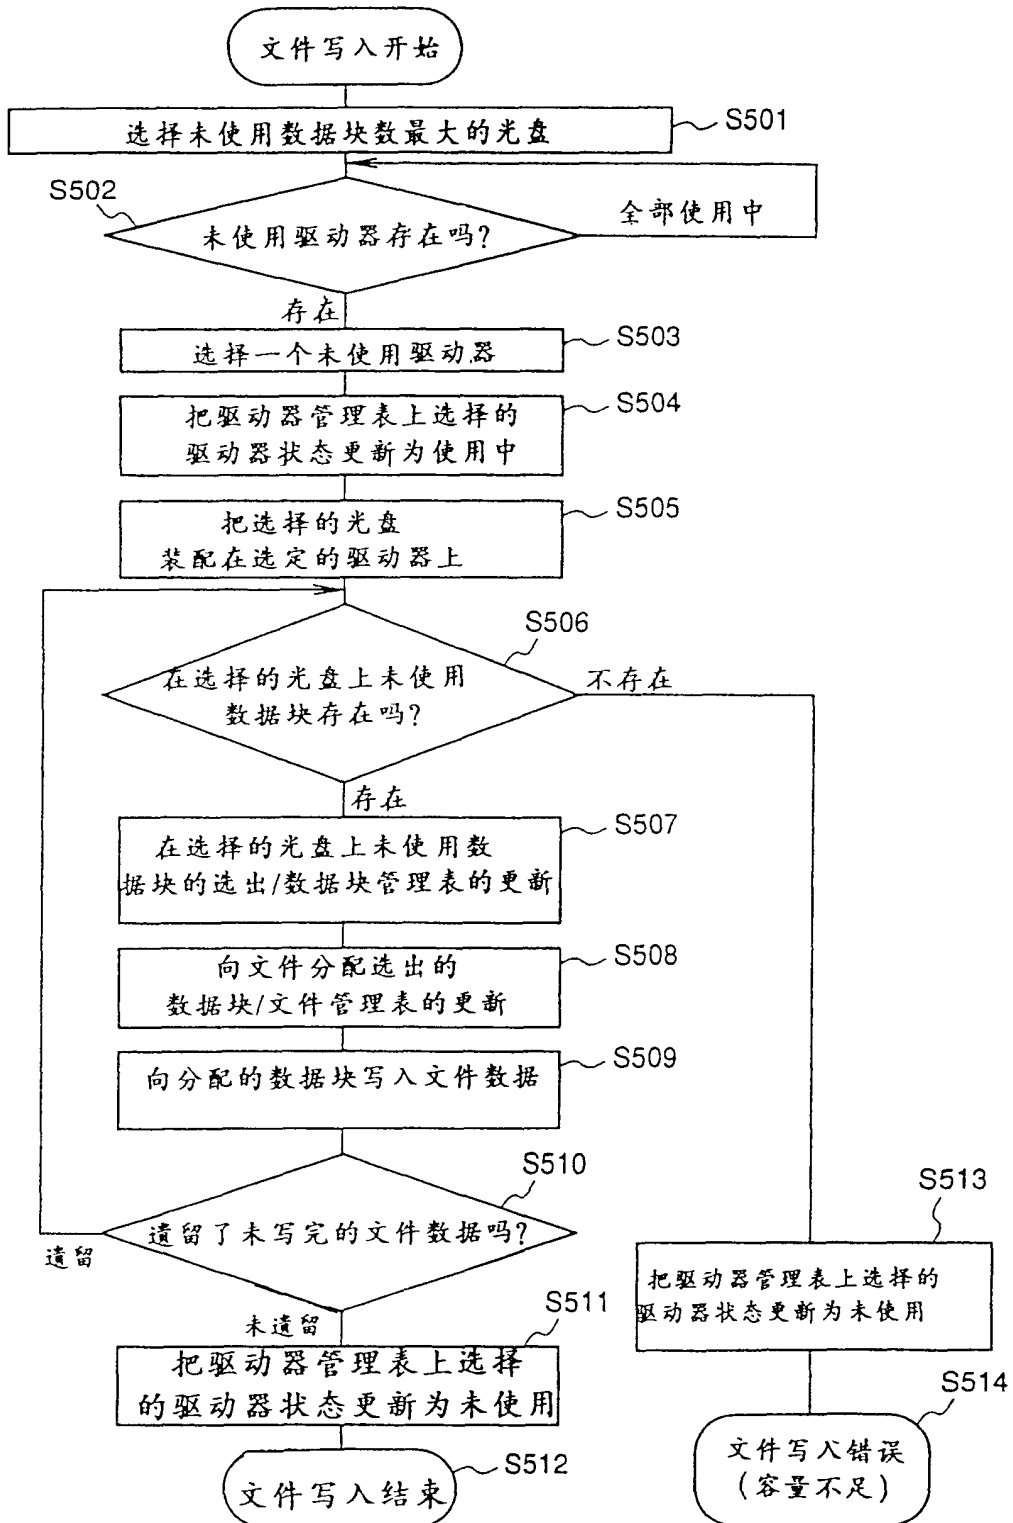 文件写入开始
选择未使用数据块数最大的光盘
S501
S502
未使用驱动器存在吗?
全部使用中
存在
选择一个未使用驱动器
S503
把驱动器管理表上选择的
驱动器状态更新为使用中
S504
把选择的光盘
装配在选定的驱动器上
S505
S506
在选择的光盘上未使用
数据块存在吗?
不存在
存在
S507
在选择的光盘上未使用数
据块的选出/数据块管理表的更新
S508
向文件分配选出的
数据块/文件管理表的更新
S509
向分配的数据块写入文件数据
S510
遗留了未写完的文件数据吗?
遗留
未遗留
S511
把驱动器管理表上选择
的驱动器状态更新为未使用
S512
文件写入结束
S513
把驱动器管理表上选择的
驱动器状态更新为未使用
S514
文件写入错误
(容量不足)